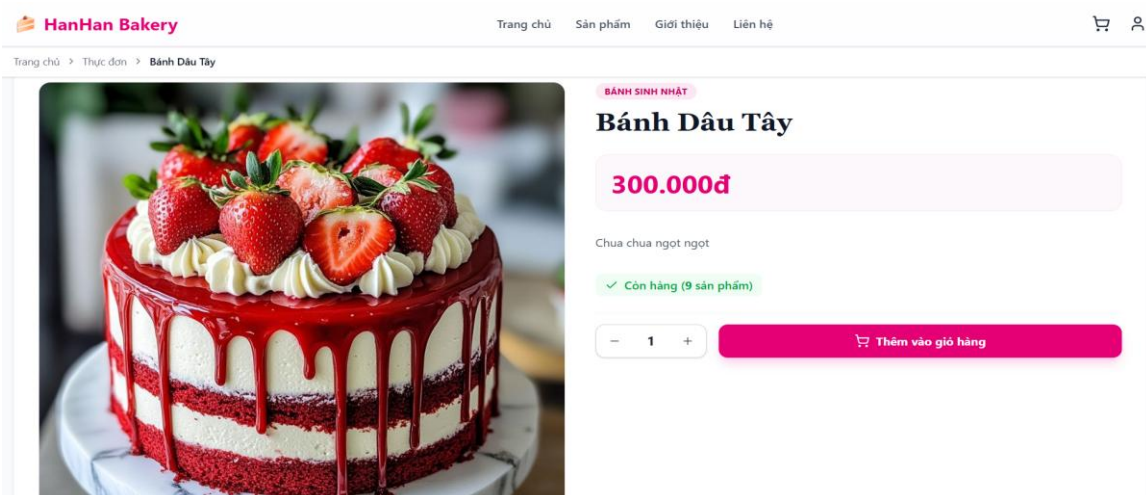 HanHan Bakery
Trang chủ Sản phẩm Giới thiệu Liên hệ
Trang chủ > Thực đơn > Bánh Dâu Tây
BÁNH SINH NHẬT
Bánh Dâu Tây
300.000đ
Chua chua ngọt ngọt
Còn hàng (9 sản phẩm)
− 1 +
Thêm vào giỏ hàng